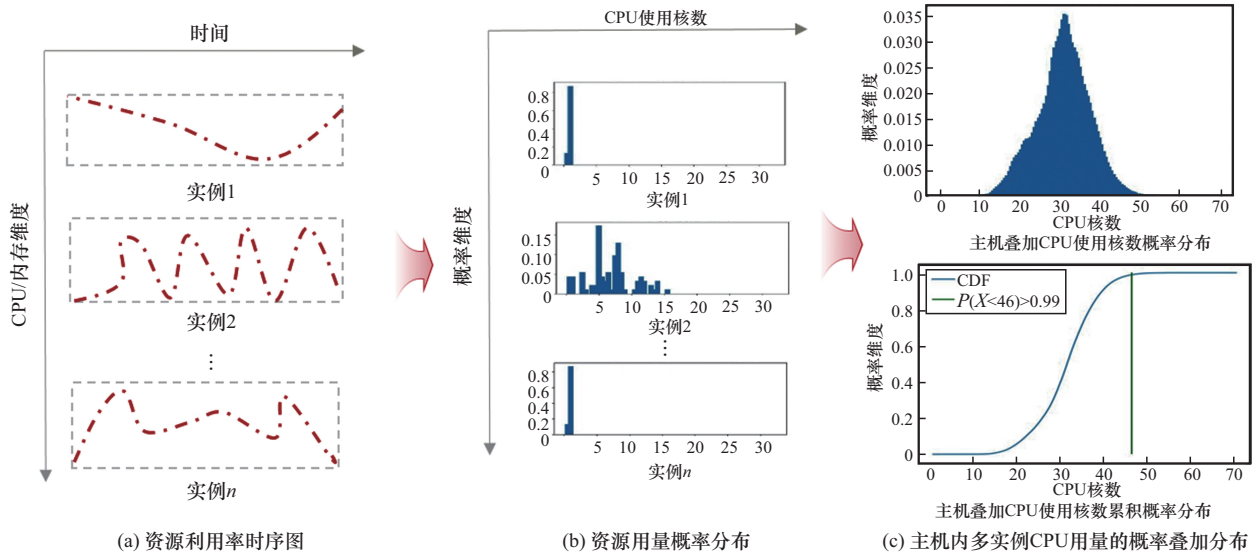 时间
CPU/内存维度
实例1
实例2
⋮
实例n
(a) 资源利用率时序图
CPU使用核数
概率维度
0.8
0.6
0.4
0.2
0
5 10 15 20 25 30
实例1
0.15
0.10
0.05
0
5 10 15 20 25 30
实例2
⋮
0.8
0.6
0.4
0.2
0
5 10 15 20 25 30
实例n
(b) 资源用量概率分布
概率维度
0.035
0.030
0.025
0.020
0.015
0.010
0.005
0
0 10 20 30 40 50 60 70
CPU核数
主机叠加CPU使用核数概率分布
概率维度
1.0
0.8
0.6
0.4
0.2
0.0
CDF
P(X<46)>0.99
0 10 20 30 40 50 60 70
CPU核数
主机叠加CPU使用核数累积概率分布
(c) 主机内多实例CPU用量的概率叠加分布